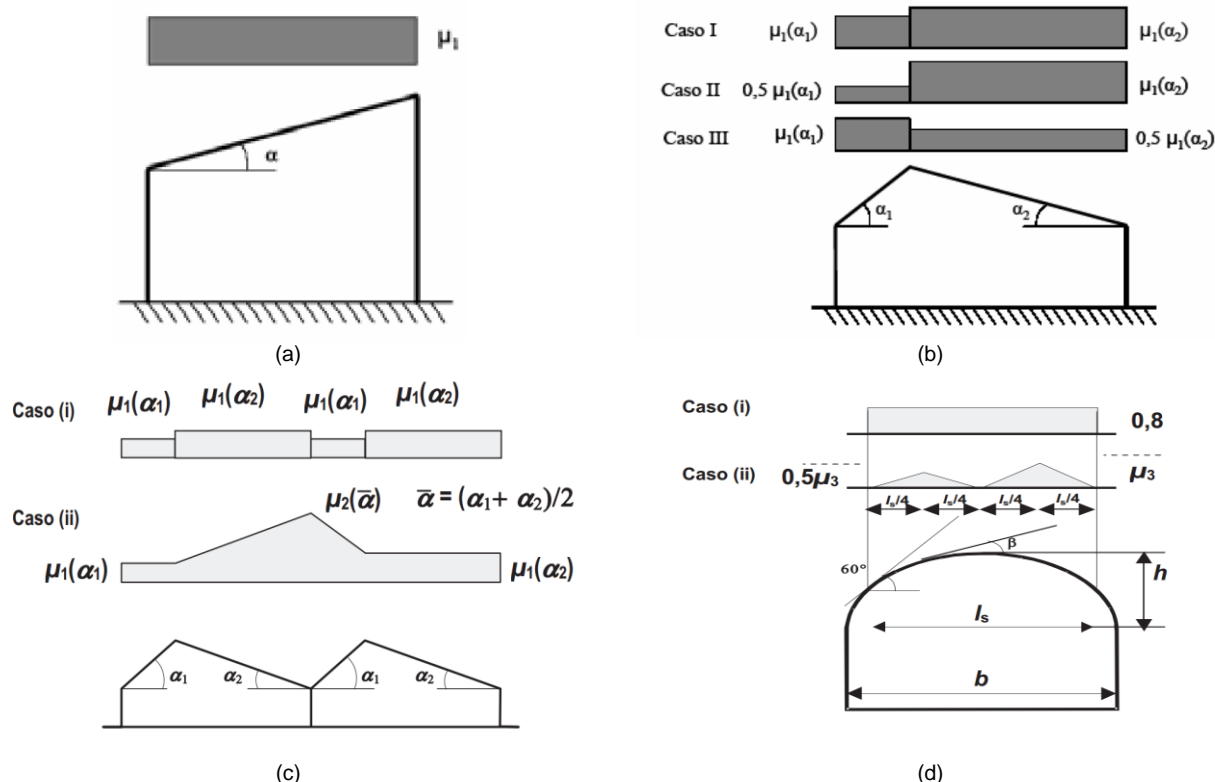 μ₁
α
(a)
Caso I μ₁(α₁) μ₁(α₂)
Caso II 0,5 μ₁(α₁) μ₁(α₂)
Caso III μ₁(α₁) 0,5 μ₁(α₂)
α₁ α₂
(b)
Caso (i) μ₁(α₁) μ₁(α₂) μ₁(α₁) μ₁(α₂)
μ₂(ᾱ) ᾱ = (α₁+ α₂)/2
Caso (ii)
μ₁(α₁) μ₁(α₂)
α₁ α₂ α₁ α₂
(c)
Caso (i) 0,8
Caso (ii) 0,5μ₃ μ₃
lₛ/4 lₛ/4 lₛ/4 lₛ/4
β
60° h
lₛ
b
(d)